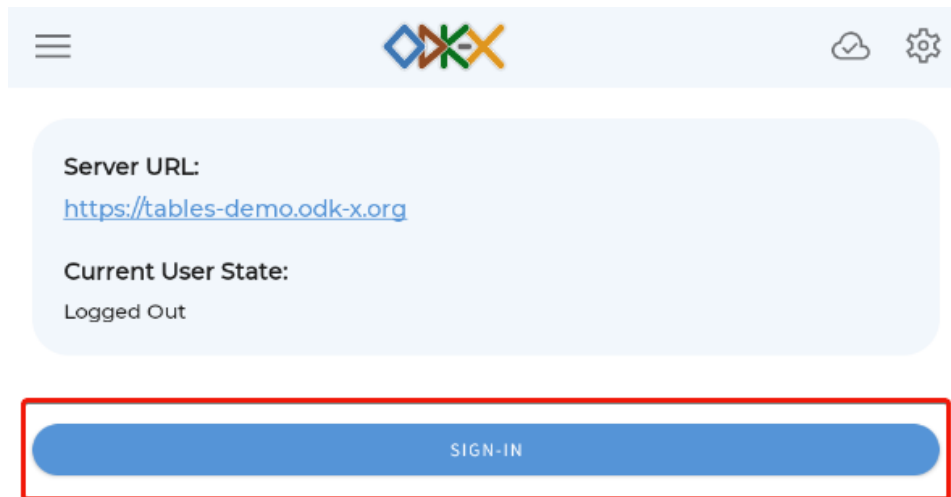 ODK-X
Server URL:
https://tables-demo.odk-x.org
Current User State:
Logged Out
SIGN-IN